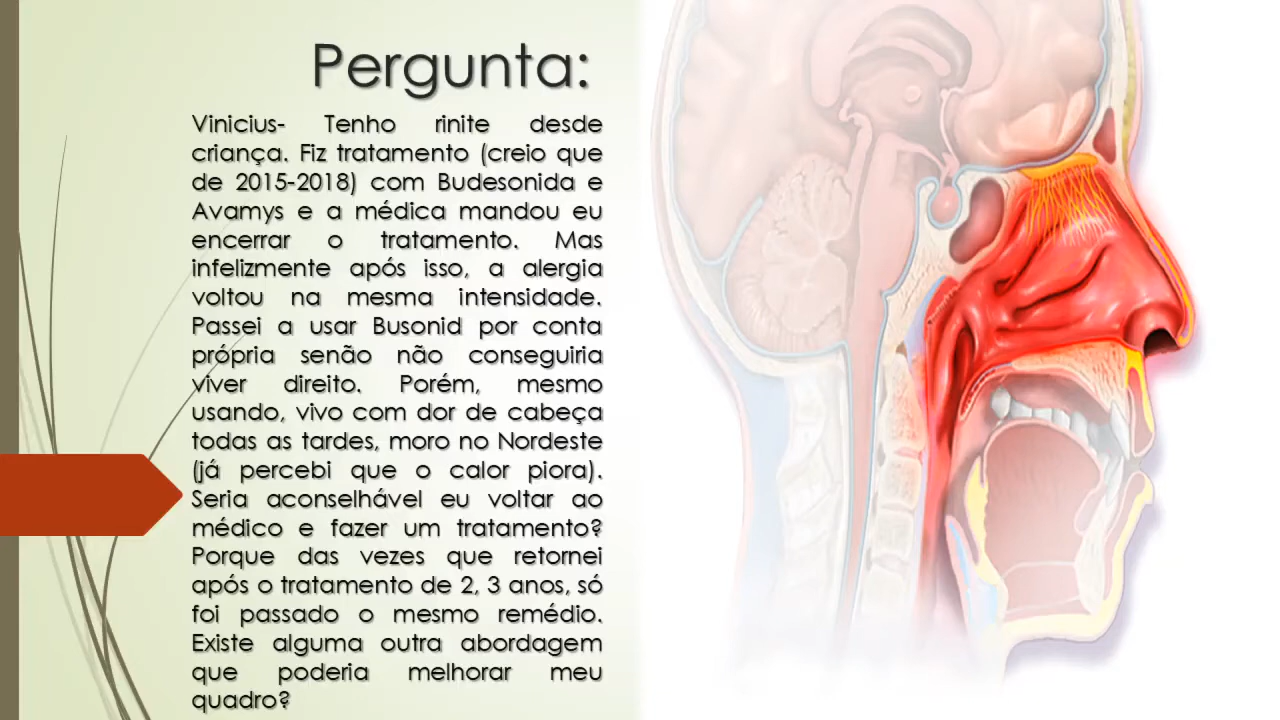 Pergunta:
Vinicius- Tenho rinite desde
criança. Fiz tratamento (creio que
de 2015-2018) com Budesonida e
Avamys e a médica mandou eu
encerrar o tratamento. Mas
infelizmente após isso, a alergia
voltou na mesma intensidade.
Passei a usar Busonid por conta
própria senão não conseguiria
viver direito. Porém, mesmo
usando, vivo com dor de cabeça
todas as tardes, moro no Nordeste
(já percebi que o calor piora).
Seria aconselhável eu voltar ao
médico e fazer um tratamento?
Porque das vezes que retornei
após o tratamento de 2, 3 anos, só
foi passado o mesmo remédio.
Existe alguma outra abordagem
que poderia melhorar meu
quadro?